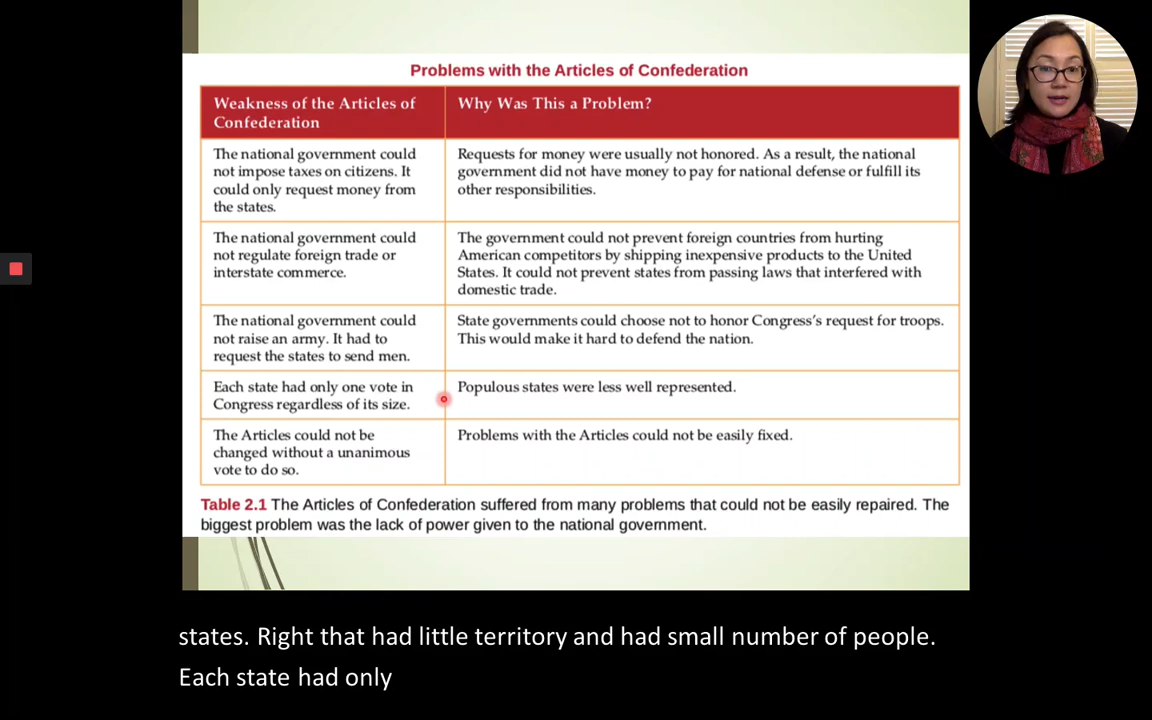 Problems with the Articles of Confederation
Weakness of the Articles of
Confederation
Why Was This a Problem?
The national government could
not impose taxes on citizens. It
could only request money from
the states.
Requests for money were usually not honored. As a result, the national
government did not have money to pay for national defense or fulfill its
other responsibilities.
The national government could
not regulate foreign trade or
interstate commerce.
The government could not prevent foreign countries from hurting
American competitors by shipping inexpensive products to the United
States. It could not prevent states from passing laws that interfered with
domestic trade.
The national government could
not raise an army. It had to
request the states to send men.
State governments could choose not to honor Congress's request for troops.
This would make it hard to defend the nation.
Each state had only one vote in
Congress regardless of its size.
Populous states were less well represented.
The Articles could not be
changed without a unanimous
vote to do so.
Problems with the Articles could not be easily fixed.
Table 2.1 The Articles of Confederation suffered from many problems that could not be easily repaired. The
biggest problem was the lack of power given to the national government.
states. Right that had little territory and had small number of people.
Each state had only